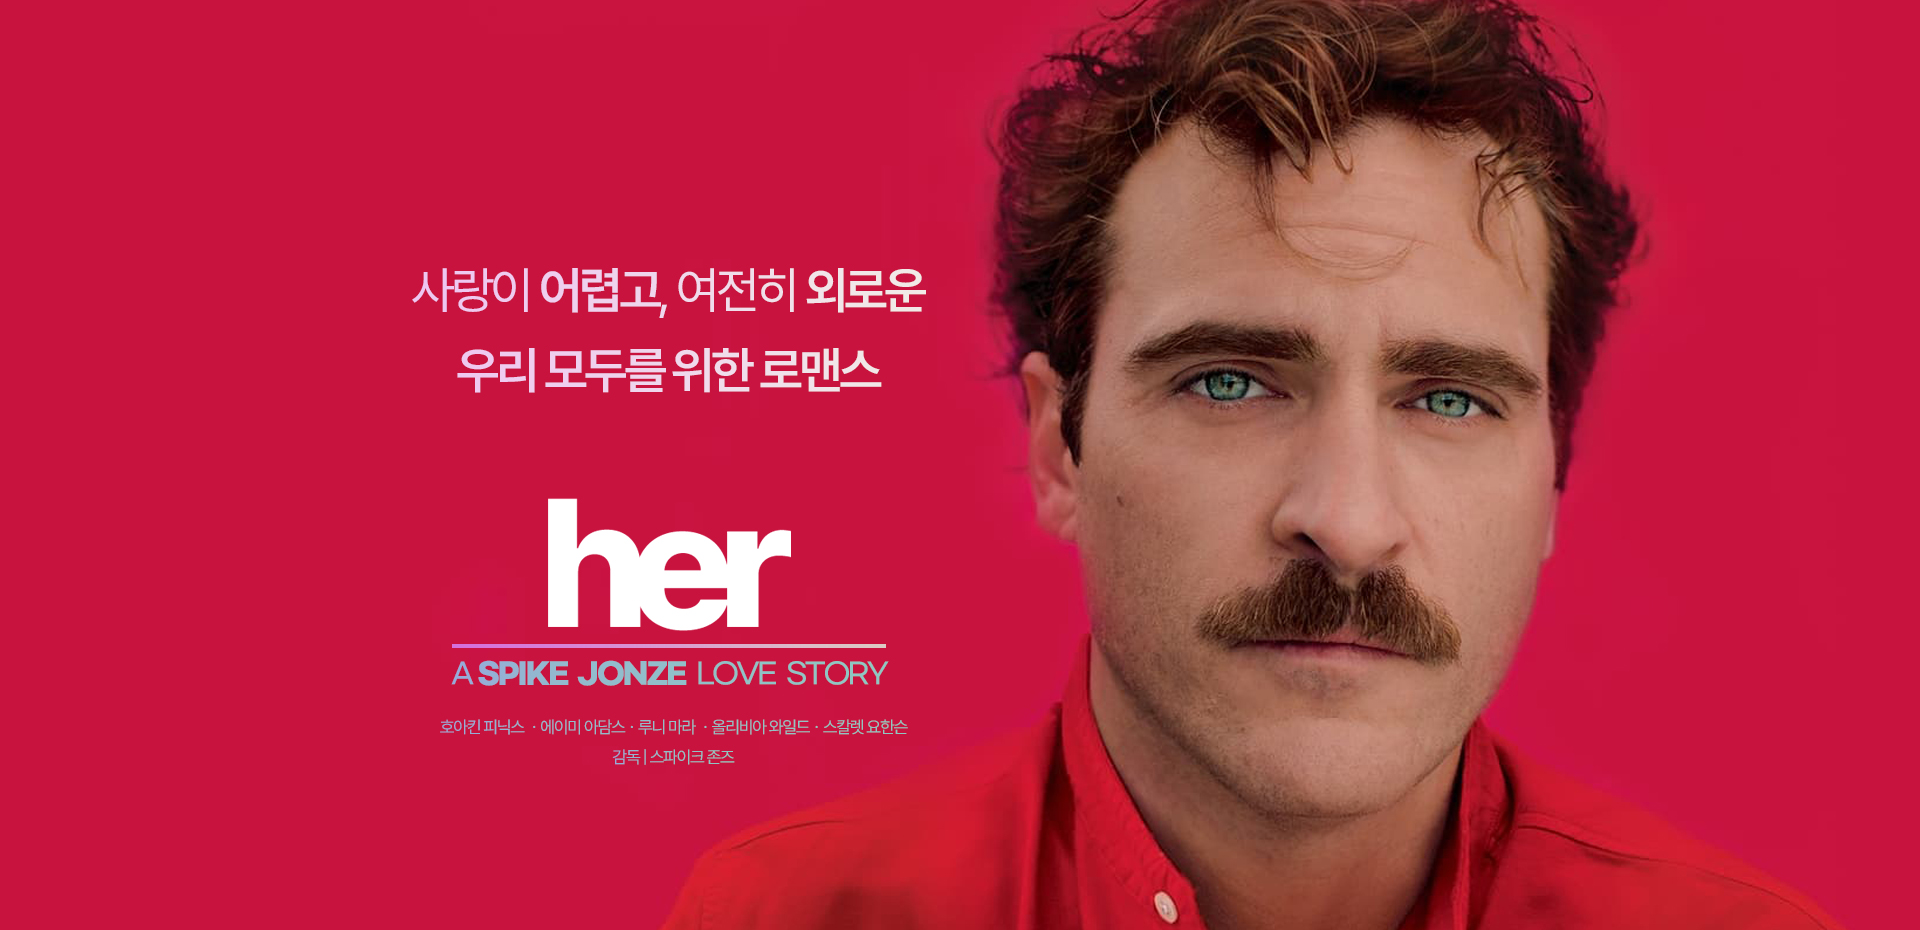 사랑이 어렵고, 여전히 외로운
우리 모두를 위한 로맨스
her
A SPIKE JONZE LOVE STORY
호아킨 피닉스 · 에이미 아담스 · 루니 마라 · 올리비아 와일드 · 스칼렛 요한슨
감독 | 스파이크 존즈